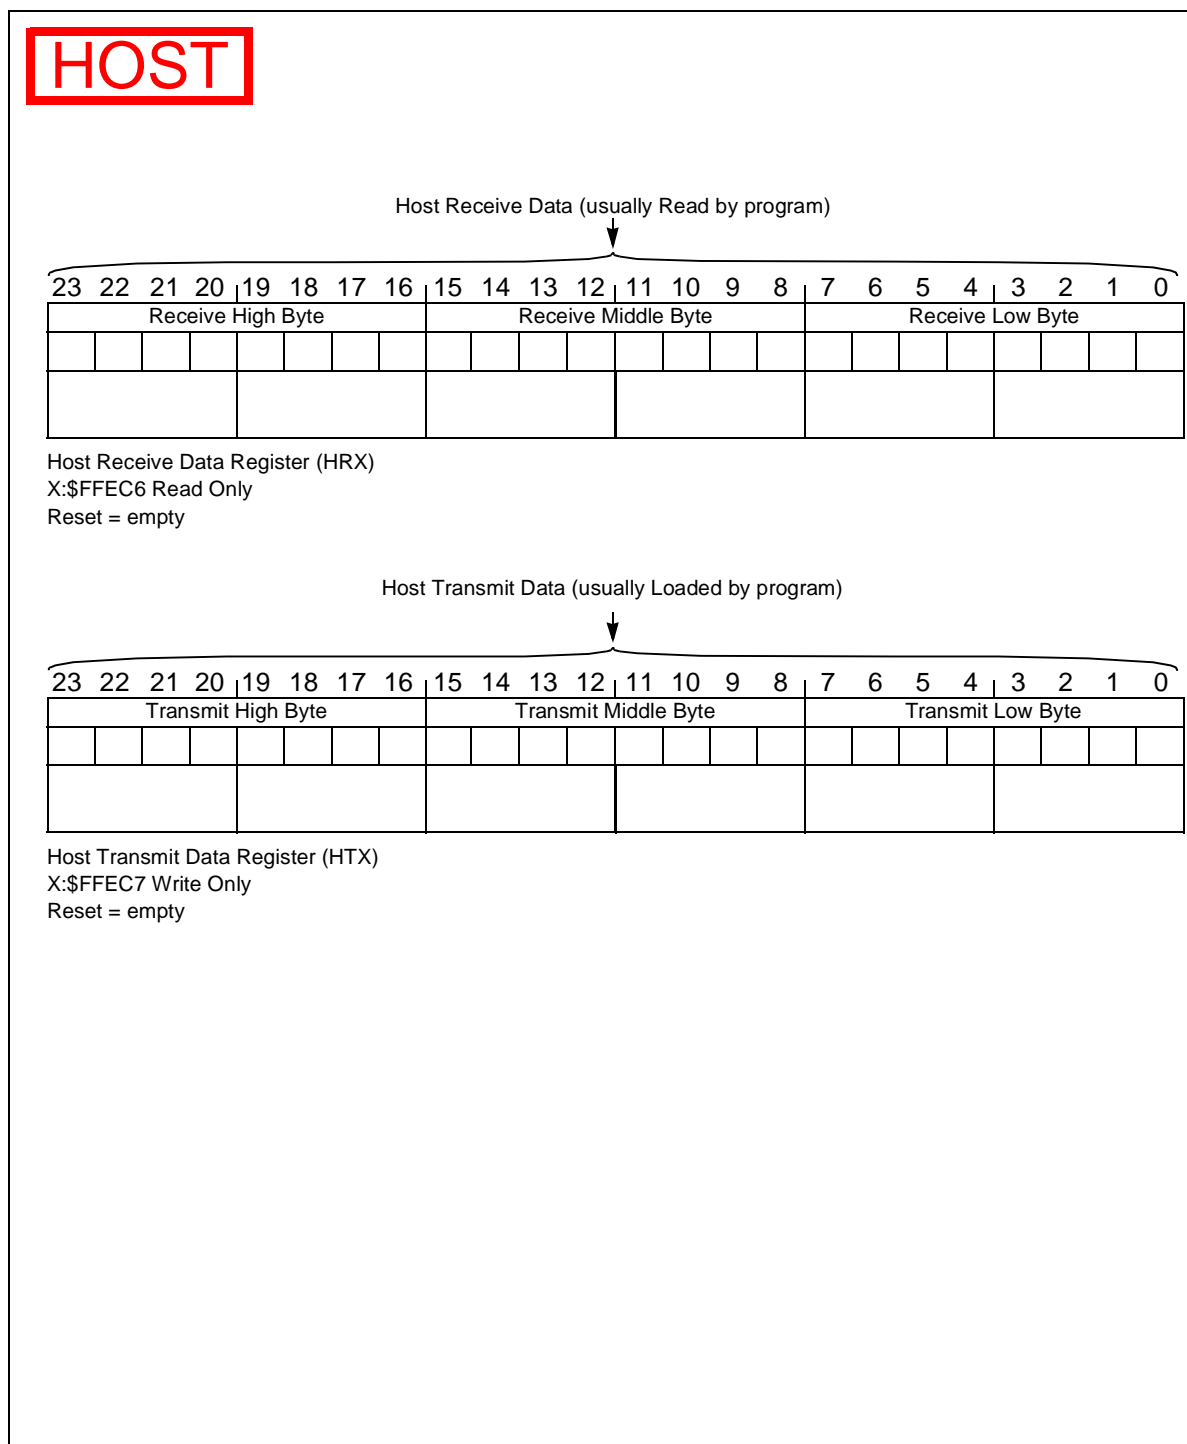 HOST
Host Receive Data (usually Read by program)
23 22 21 20 19 18 17 16 15 14 13 12 11 10 9 8 7 6 5 4 3 2 1 0
Receive High Byte Receive Middle Byte Receive Low Byte
Host Receive Data Register (HRX)
X:$FFEC6 Read Only
Reset = empty
Host Transmit Data (usually Loaded by program)
23 22 21 20 19 18 17 16 15 14 13 12 11 10 9 8 7 6 5 4 3 2 1 0
Transmit High Byte Transmit Middle Byte Transmit Low Byte
Host Transmit Data Register (HTX)
X:$FFEC7 Write Only
Reset = empty